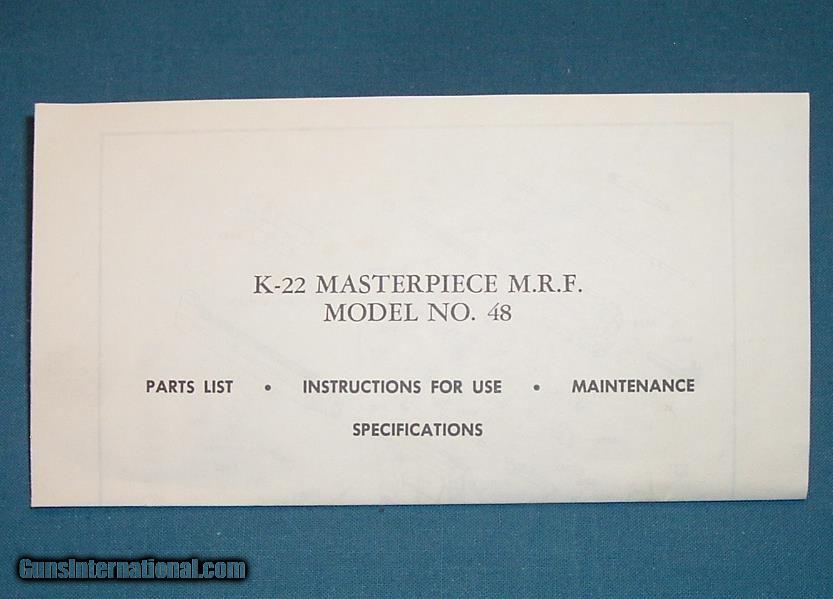 K-22 MASTERPIECE M.R.F.
MODEL NO. 48
PARTS LIST • INSTRUCTIONS FOR USE • MAINTENANCE
SPECIFICATIONS
GunsInternational.com